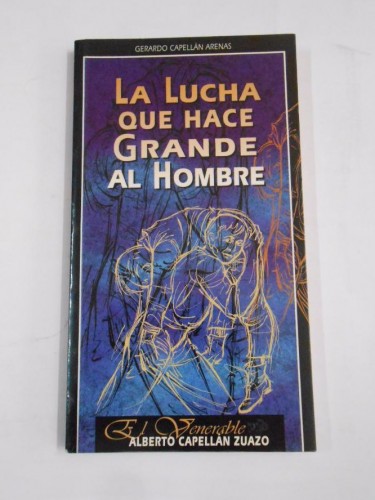 GERARDO CAPELLÁN ARENAS
LA LUCHA
QUE HACE
GRANDE
AL HOMBRE
El Venerable
ALBERTO CAPELLÁN ZUAZO